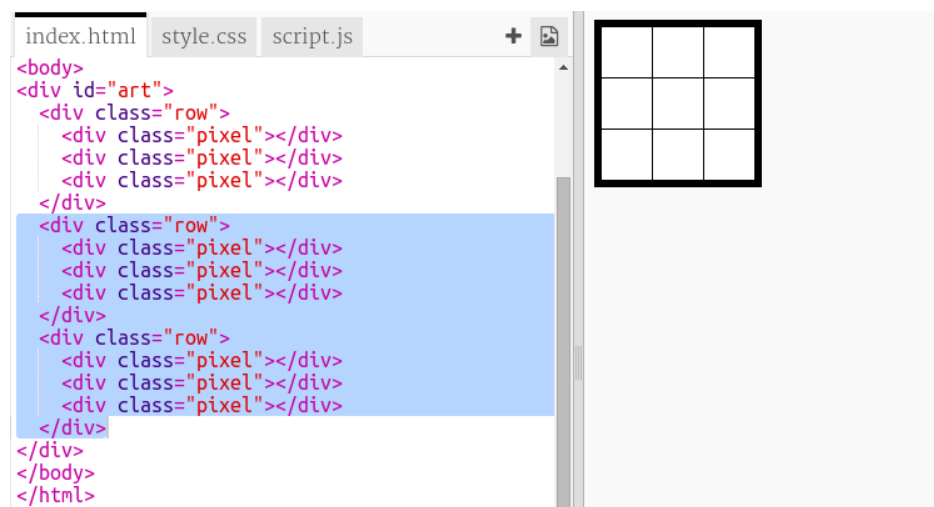 index.html style.css script.js
<body>
<div id="art">
  <div class="row">
    <div class="pixel"></div>
    <div class="pixel"></div>
    <div class="pixel"></div>
  </div>
  <div class="row">
    <div class="pixel"></div>
    <div class="pixel"></div>
    <div class="pixel"></div>
  </div>
  <div class="row">
    <div class="pixel"></div>
    <div class="pixel"></div>
    <div class="pixel"></div>
  </div>
</div>
</body>
</html>